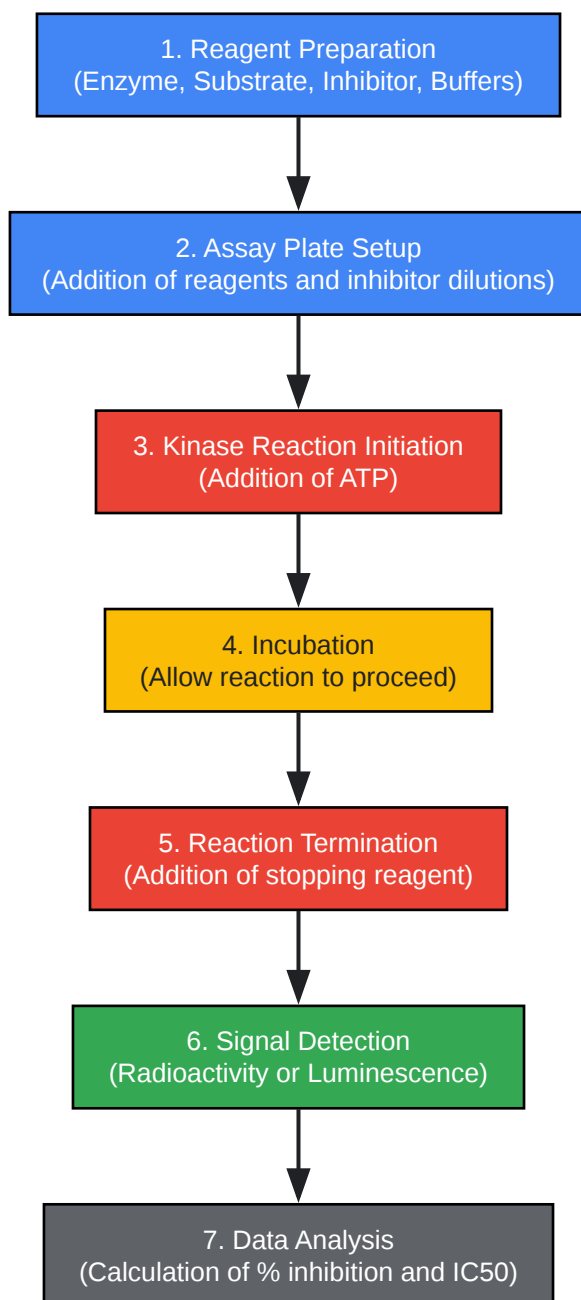 1. Reagent Preparation
(Enzyme, Substrate, Inhibitor, Buffers)
2. Assay Plate Setup
(Addition of reagents and inhibitor dilutions)
3. Kinase Reaction Initiation
(Addition of ATP)
4. Incubation
(Allow reaction to proceed)
5. Reaction Termination
(Addition of stopping reagent)
6. Signal Detection
(Radioactivity or Luminescence)
7. Data Analysis
(Calculation of % inhibition and IC50)